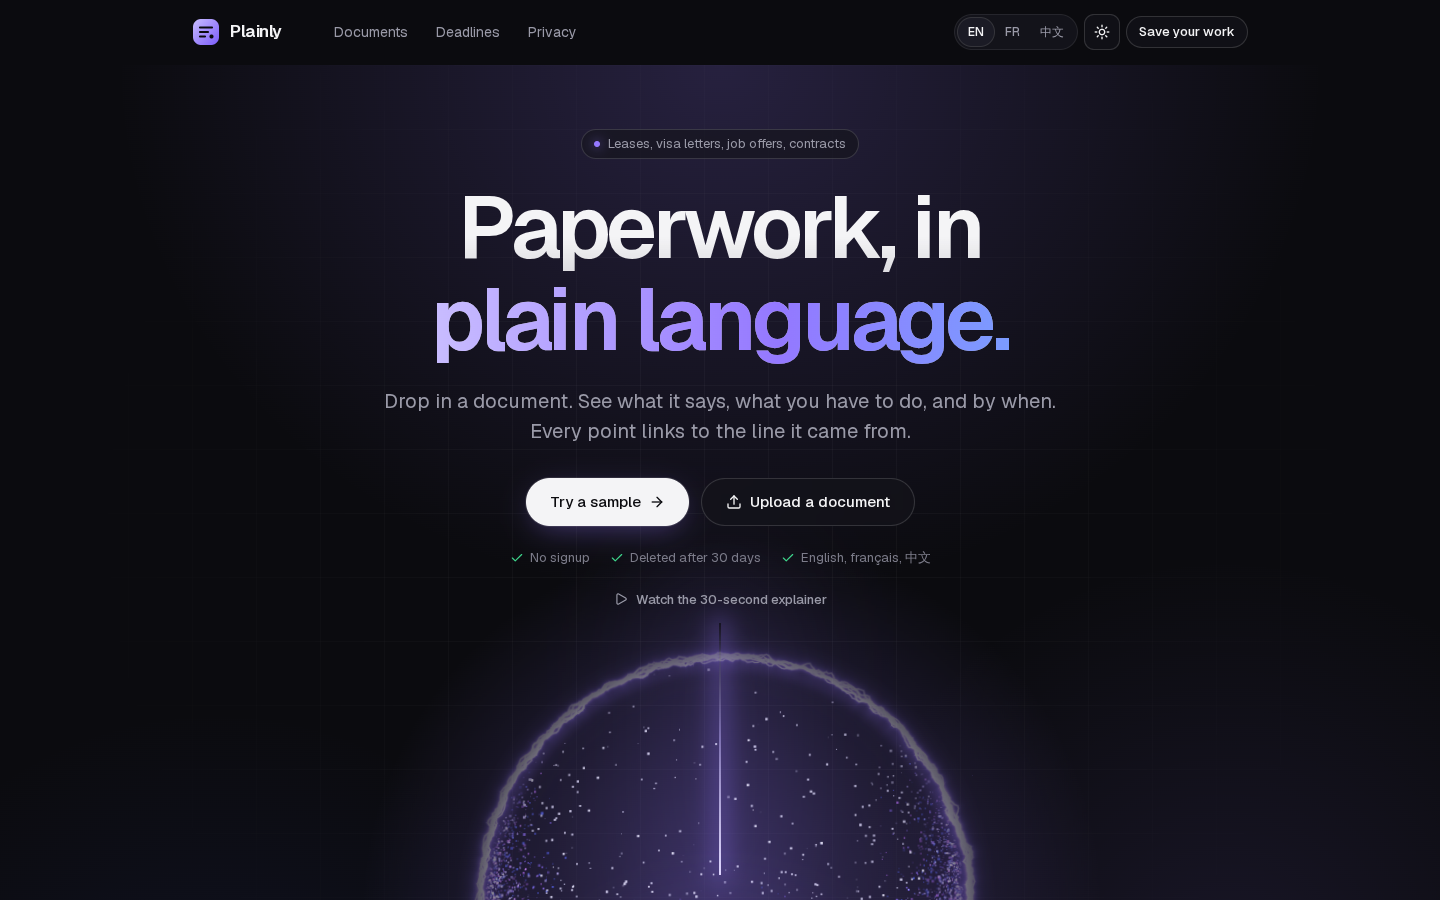 Plainly
Documents
Deadlines
Privacy
EN
FR
中文
Save your work
Leases, visa letters, job offers, contracts
Paperwork, in
plain language.
Drop in a document. See what it says, what you have to do, and by when.
Every point links to the line it came from.
Try a sample
Upload a document
No signup
Deleted after 30 days
English, français, 中文
Watch the 30-second explainer